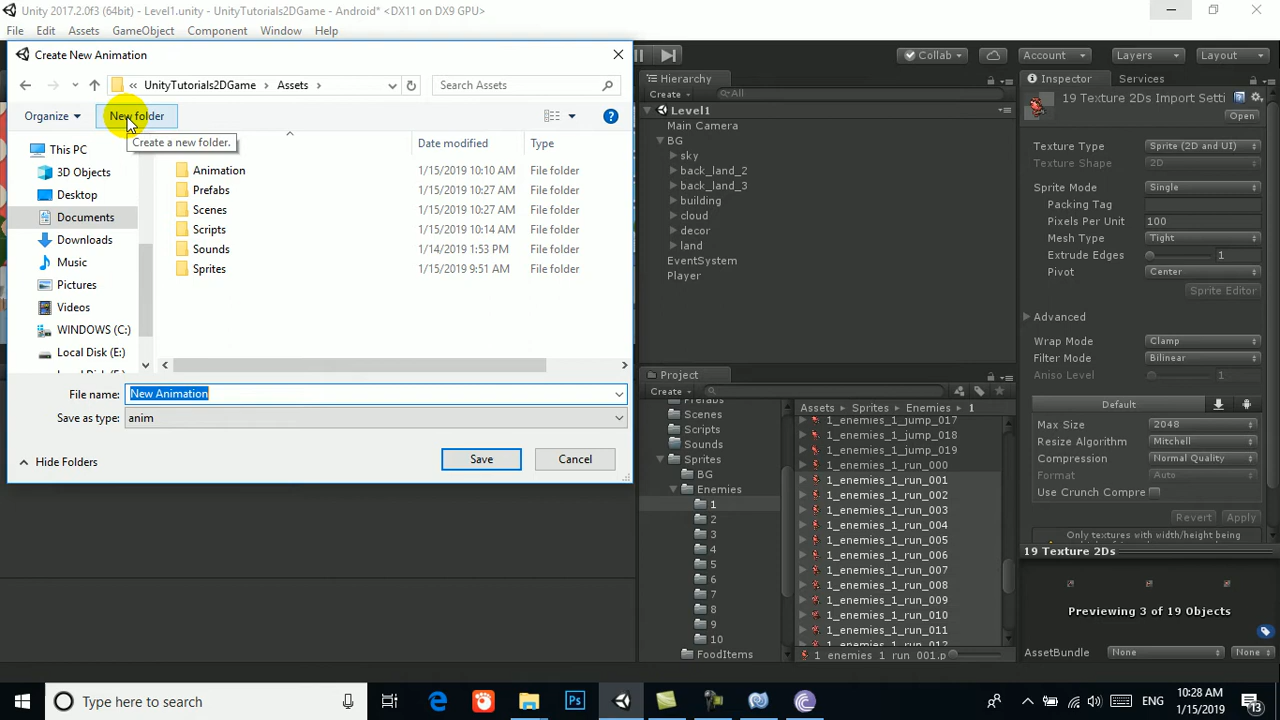 Unity 2017.2.0f3 (64bit) - Level1.unity - UnityTutorials2DGame - Android* <DX11 on DX9 GPU>
File Edit Assets GameObject Component Window Help
Create New Animation
Collab Account Layers Layout
« UnityTutorials2DGame > Assets >
Search Assets
Organize
New folder
Create a new folder.
Date modified
Type
This PC
3D Objects
Desktop
Documents
Downloads
Music
Pictures
Videos
WINDOWS (C:)
Local Disk (E:)
Animation 1/15/2019 10:10 AM File folder
Prefabs 1/15/2019 10:27 AM File folder
Scenes 1/15/2019 10:27 AM File folder
Scripts 1/15/2019 10:14 AM File folder
Sounds 1/14/2019 1:53 PM File folder
Sprites 1/15/2019 9:51 AM File folder
File name: New Animation
Save as type: anim
Hide Folders
Save
Cancel
Hierarchy
Create All
Level1
Main Camera
BG
sky
back_land_2
back_land_3
building
cloud
decor
land
EventSystem
Player
Project
Create
Prefabs
Scenes
Scripts
Sounds
Sprites
BG
Enemies
1
2
3
4
5
6
7
8
9
10
FoodItems
Assets > Sprites > Enemies > 1
1_enemies_1_jump_017
1_enemies_1_jump_018
1_enemies_1_jump_019
1_enemies_1_run_000
1_enemies_1_run_001
1_enemies_1_run_002
1_enemies_1_run_003
1_enemies_1_run_004
1_enemies_1_run_005
1_enemies_1_run_006
1_enemies_1_run_007
1_enemies_1_run_008
1_enemies_1_run_009
1_enemies_1_run_010
1_enemies_1_run_011
1_enemies_1_run_012
1_enemies_1_run_001.p
Inspector
Services
19 Texture 2Ds Import Setti
Open
Texture Type Sprite (2D and UI)
Texture Shape 2D
Sprite Mode Single
Packing Tag
Pixels Per Unit 100
Mesh Type Tight
Extrude Edges 1
Pivot Center
Sprite Editor
Advanced
Wrap Mode Clamp
Filter Mode Bilinear
Aniso Level 1
Default
Max Size 2048
Resize Algorithm Mitchell
Compression Normal Quality
Format Auto
Use Crunch Compre
Revert Apply
Only textures with width/height being
19 Texture 2Ds
Previewing 3 of 19 Objects
AssetBundle None None
Type here to search
ENG
10:28 AM
1/15/2019
13